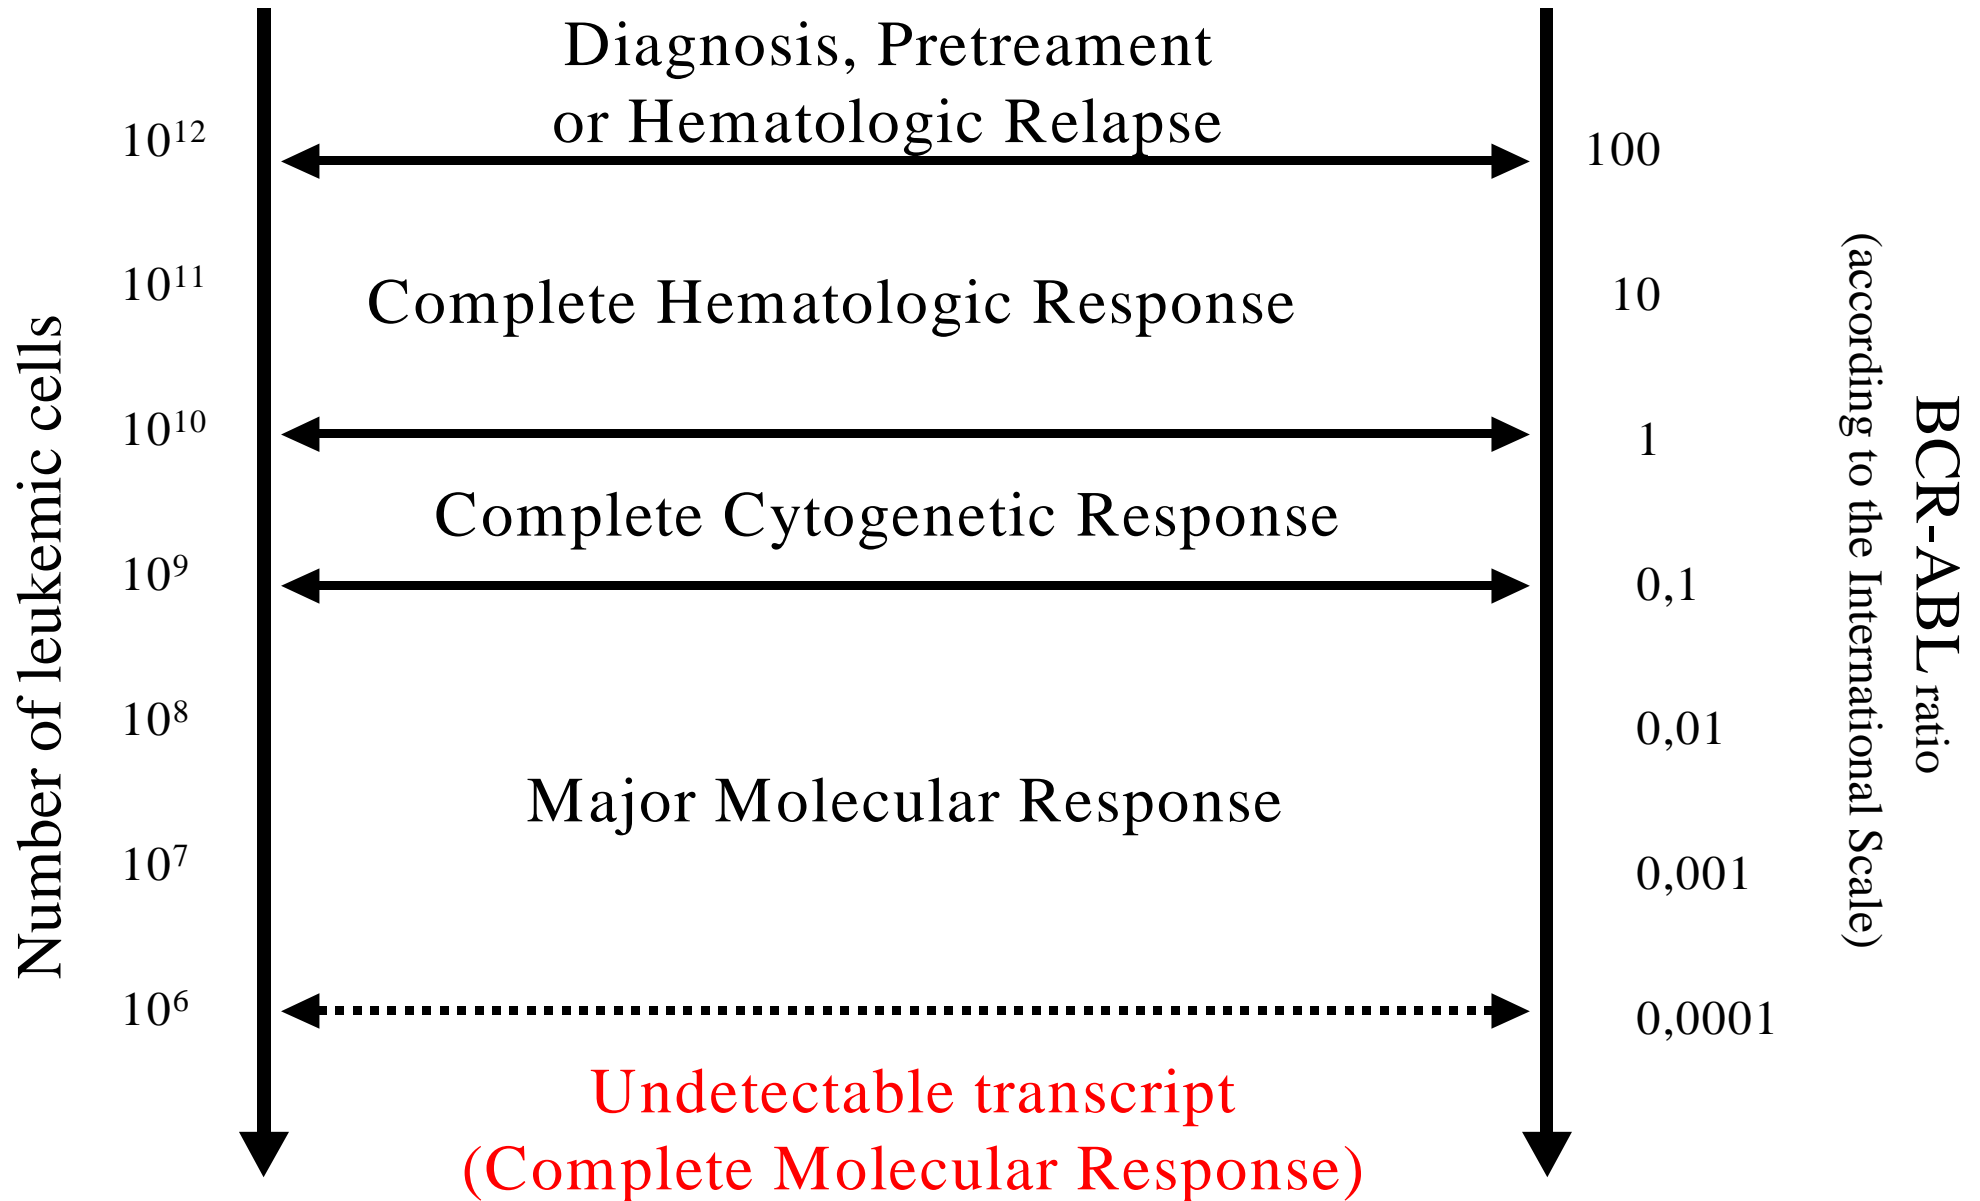 Diagnosis, Pretreament
or Hematologic Relapse
10¹² 100
10¹¹ 10
Complete Hematologic Response
10¹⁰ 1
Complete Cytogenetic Response
10⁹ 0,1
10⁸ 0,01
Major Molecular Response
10⁷ 0,001
10⁶ 0,0001
Undetectable transcript
(Complete Molecular Response)
Number of leukemic cells
BCR-ABL ratio
(according to the International Scale)